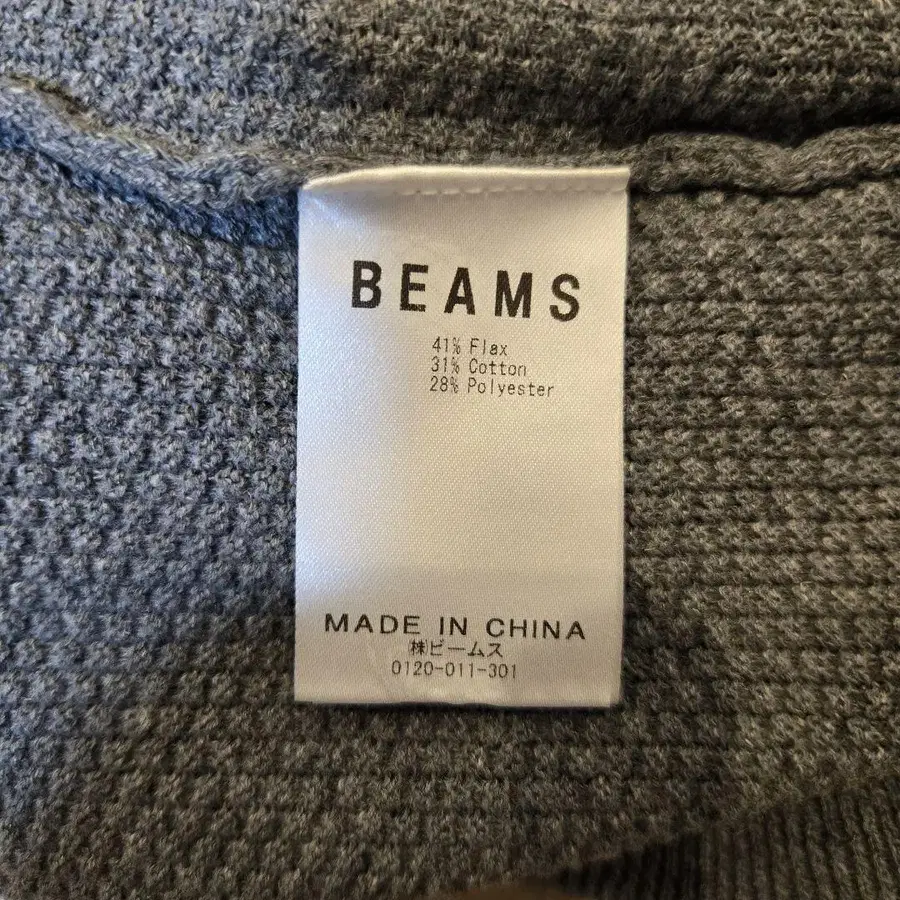 BEAMS
41% Flax
31% Cotton
28% Polyester
MADE IN CHINA
㈱ビームス
0120-011-301